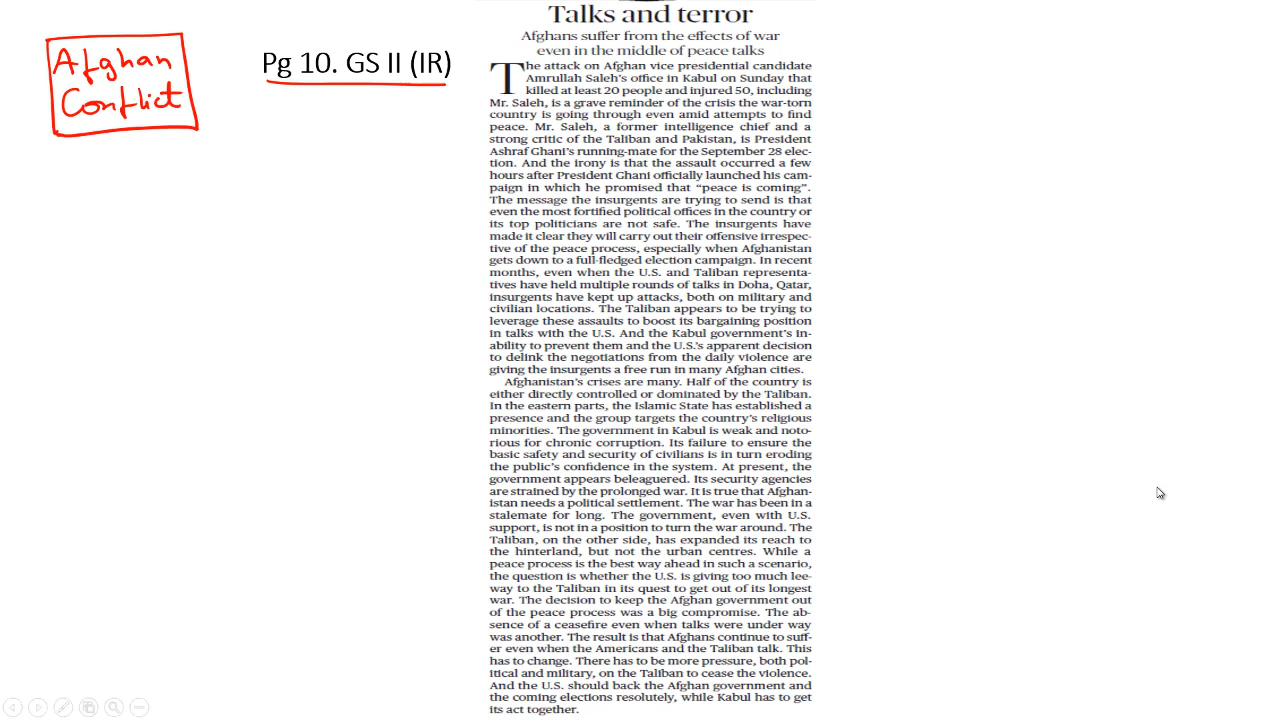 Afghan
Conflict
Pg 10. GS II (IR)
Talks and terror
Afghans suffer from the effects of war
even in the middle of peace talks
The attack on Afghan vice presidential candidate
Amrullah Saleh's office in Kabul on Sunday that
killed at least 20 people and injured 50, including
Mr. Saleh, is a grave reminder of the crisis the war-torn
country is going through even amid attempts to find
peace. Mr. Saleh, a former intelligence chief and a
strong critic of the Taliban and Pakistan, is President
Ashraf Ghani's running-mate for the September 28 elec-
tion. And the irony is that the assault occurred a few
hours after President Ghani officially launched his cam-
paign in which he promised that “peace is coming”.
The message the insurgents are trying to send is that
even the most fortified political offices in the country or
its top politicians are not safe. The insurgents have
made it clear they will carry out their offensive irrespec-
tive of the peace process, especially when Afghanistan
gets down to a full-fledged election campaign. In recent
months, even when the U.S. and Taliban representa-
tives have held multiple rounds of talks in Doha, Qatar,
insurgents have kept up attacks, both on military and
civilian locations. The Taliban appears to be trying to
leverage these assaults to boost its bargaining position
in talks with the U.S. And the Kabul government's in-
ability to prevent them and the U.S.'s apparent decision
to delink the negotiations from the daily violence are
giving the insurgents a free run in many Afghan cities.
Afghanistan's crises are many. Half of the country is
either directly controlled or dominated by the Taliban.
In the eastern parts, the Islamic State has established a
presence and the group targets the country's religious
minorities. The government in Kabul is weak and noto-
rious for chronic corruption. Its failure to ensure the
basic safety and security of civilians is in turn eroding
the public's confidence in the system. At present, the
government appears beleaguered. Its security agencies
are strained by the prolonged war. It is true that Afghan-
istan needs a political settlement. The war has been in a
stalemate for long. The government, even with U.S.
support, is not in a position to turn the war around. The
Taliban, on the other side, has expanded its reach to
the hinterland, but not the urban centres. While a
peace process is the best way ahead in such a scenario,
the question is whether the U.S. is giving too much lee-
way to the Taliban in its quest to get out of its longest
war. The decision to keep the Afghan government out
of the peace process was a big compromise. The ab-
sence of a ceasefire even when talks were under way
was another. The result is that Afghans continue to suff-
er even when the Americans and the Taliban talk. This
has to change. There has to be more pressure, both pol-
itical and military, on the Taliban to cease the violence.
And the U.S. should back the Afghan government and
the coming elections resolutely, while Kabul has to get
its act together.